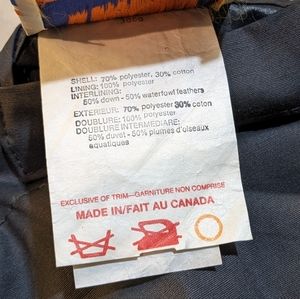 SHELL: 70% polyester, 30% cotton
LINING: 100% polyester
INTERLINING:
50% down - 50% waterfowl feathers
EXTERIEUR: 70% polyester 30% coton
DOUBLURE: 100% polyester
DOUBLURE INTERMEDIARE:
50% duvet - 50% plumes d'oiseaux
aquatiques
EXCLUSIVE OF TRIM—GARNITURE NON COMPRISE
MADE IN/FAIT AU CANADA